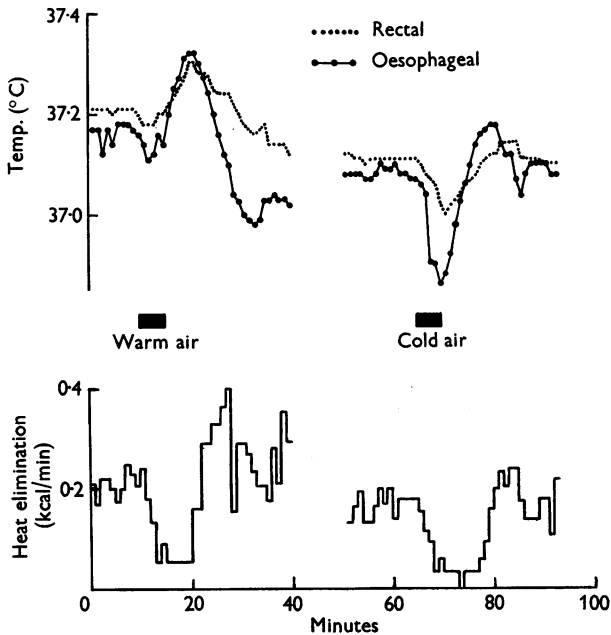 37·4
37·2
37·0
Temp. (°C)
Rectal
Oesophageal
Warm air
Cold air
0·4
0·2
Heat elimination
(kcal/min)
0 20 40 60 80 100
Minutes